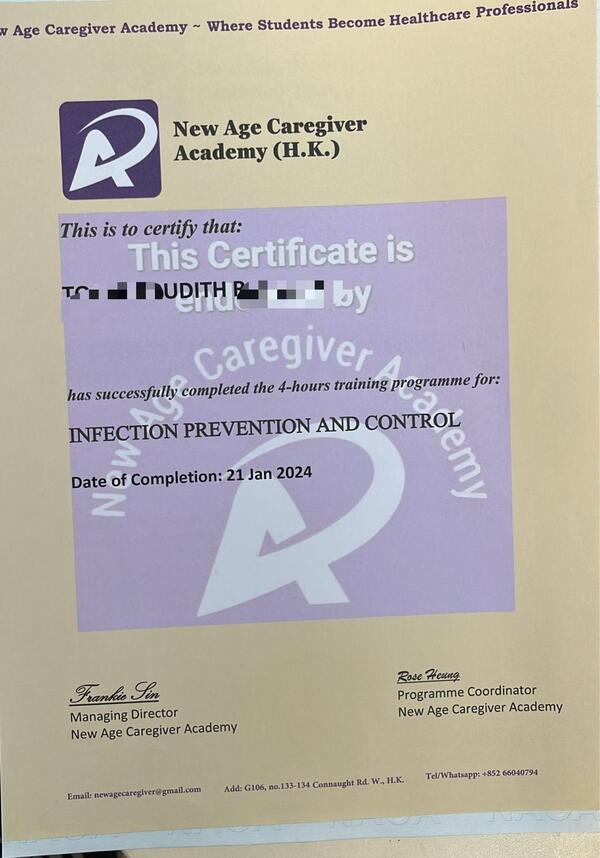 w Age Caregiver Academy ~ Where Students Become Healthcare Professionals
New Age Caregiver
Academy (H.K.)
This is to certify that:
This Certificate is
UDITH
by
New Age Caregiver Academy
has successfully completed the 4-hours training programme for:
INFECTION PREVENTION AND CONTROL
Date of Completion: 21 Jan 2024
Frankie Sin
Managing Director
New Age Caregiver Academy
Rose Heung
Programme Coordinator
New Age Caregiver Academy
Email: newagecaregiver@gmail.com Add: G106, no.133-134 Connaught Rd. W., H.K. Tel/Whatsapp: +852 66040794